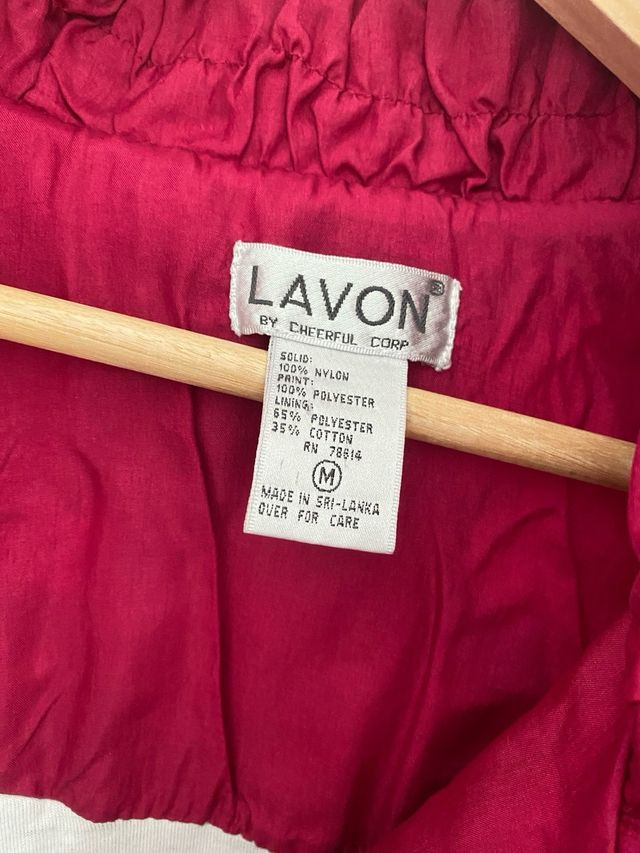 LAVON®
BY CHEERFUL CORP
SOLID:
100% NYLON
PRINT:
100% POLYESTER
LINING:
65% POLYESTER
35% COTTON
RN 78614
M
MADE IN SRI-LANKA
OVER FOR CARE